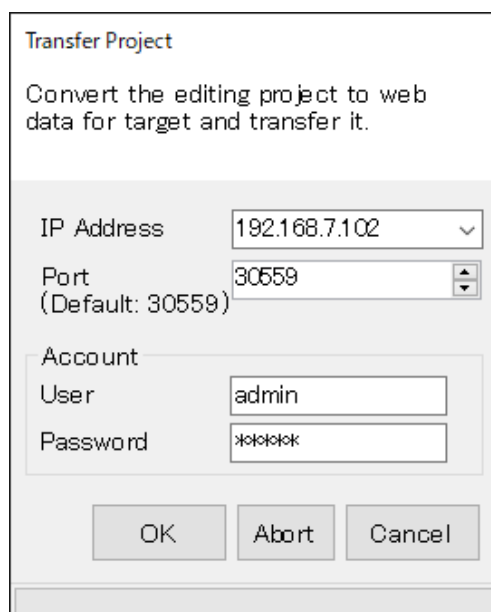 Transfer Project
Convert the editing project to web
data for target and transfer it.
IP Address 192.168.7.102
Port 30559
(Default: 30559)
Account
User admin
Password *****
OK Abort Cancel